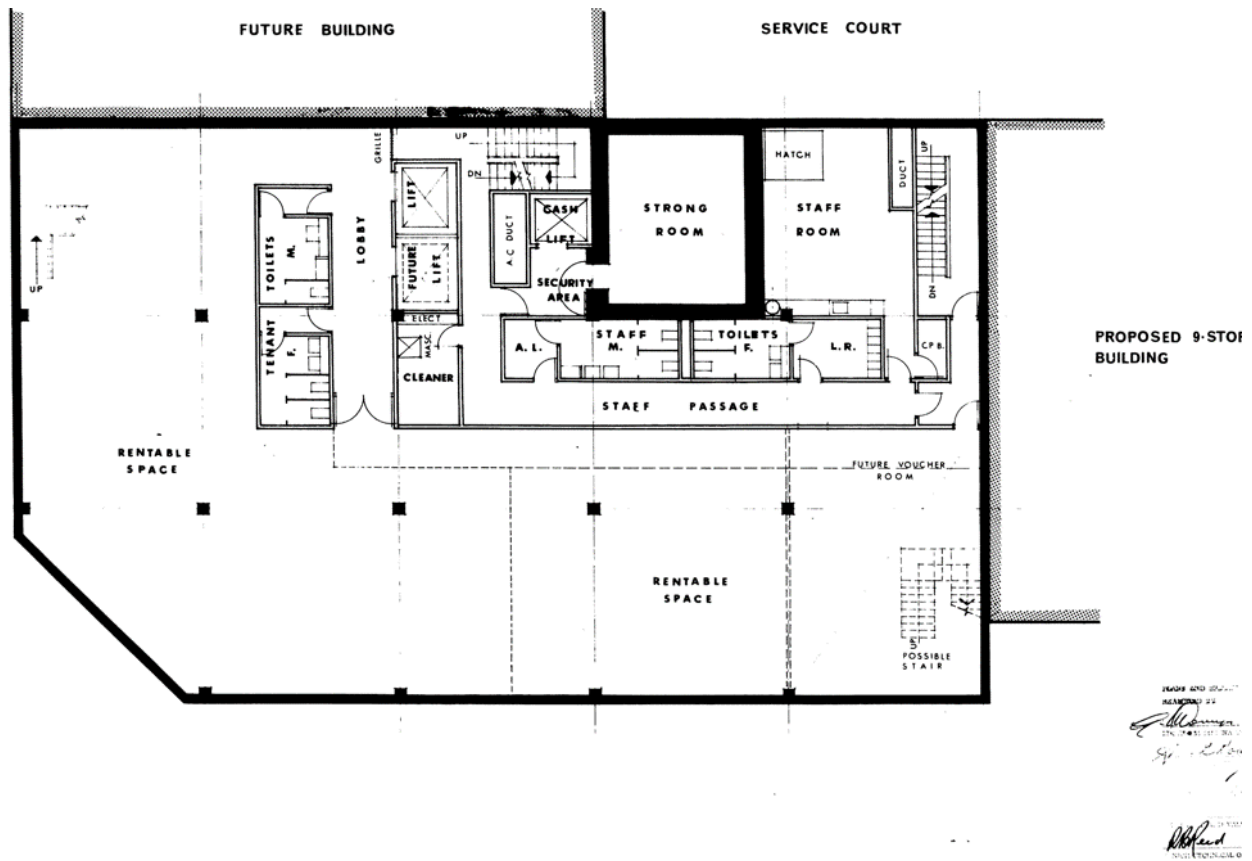 FUTURE BUILDING
SERVICE COURT
GRILLE
UP
DN
LIFT
FUTURE LIFT
LOBBY
TOILETS
M.
TENANT
F.
UP
ELECT
MASC.
CLEANER
A.C DUCT
CASH
LIFT
SECURITY
AREA
STRONG
ROOM
HATCH
STAFF
ROOM
DUCT
UP
DN
A.L.
STAFF
M.
TOILETS
F.
L.R.
C P B.
STAFF PASSAGE
PROPOSED 9-STOR
BUILDING
RENTABLE
SPACE
FUTURE VOUCHER
ROOM
RENTABLE
SPACE
UP
POSSIBLE
STAIR